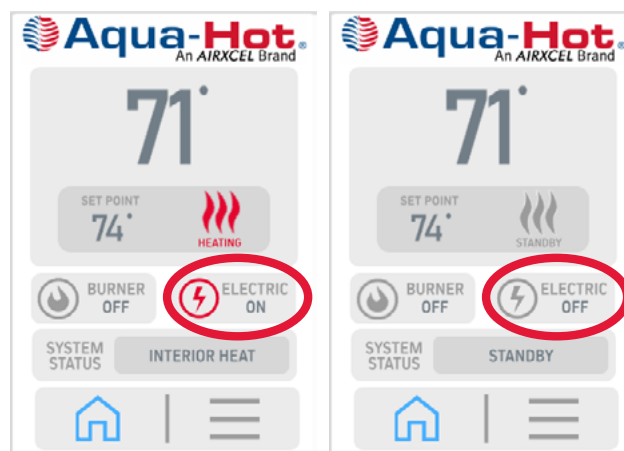 Aqua-Hot®
An AIRXCEL Brand
71°
SET POINT
74°
HEATING
BURNER
OFF
ELECTRIC
ON
SYSTEM
STATUS
INTERIOR HEAT
Aqua-Hot®
An AIRXCEL Brand
71°
SET POINT
74°
STANDBY
BURNER
OFF
ELECTRIC
OFF
SYSTEM
STATUS
STANDBY